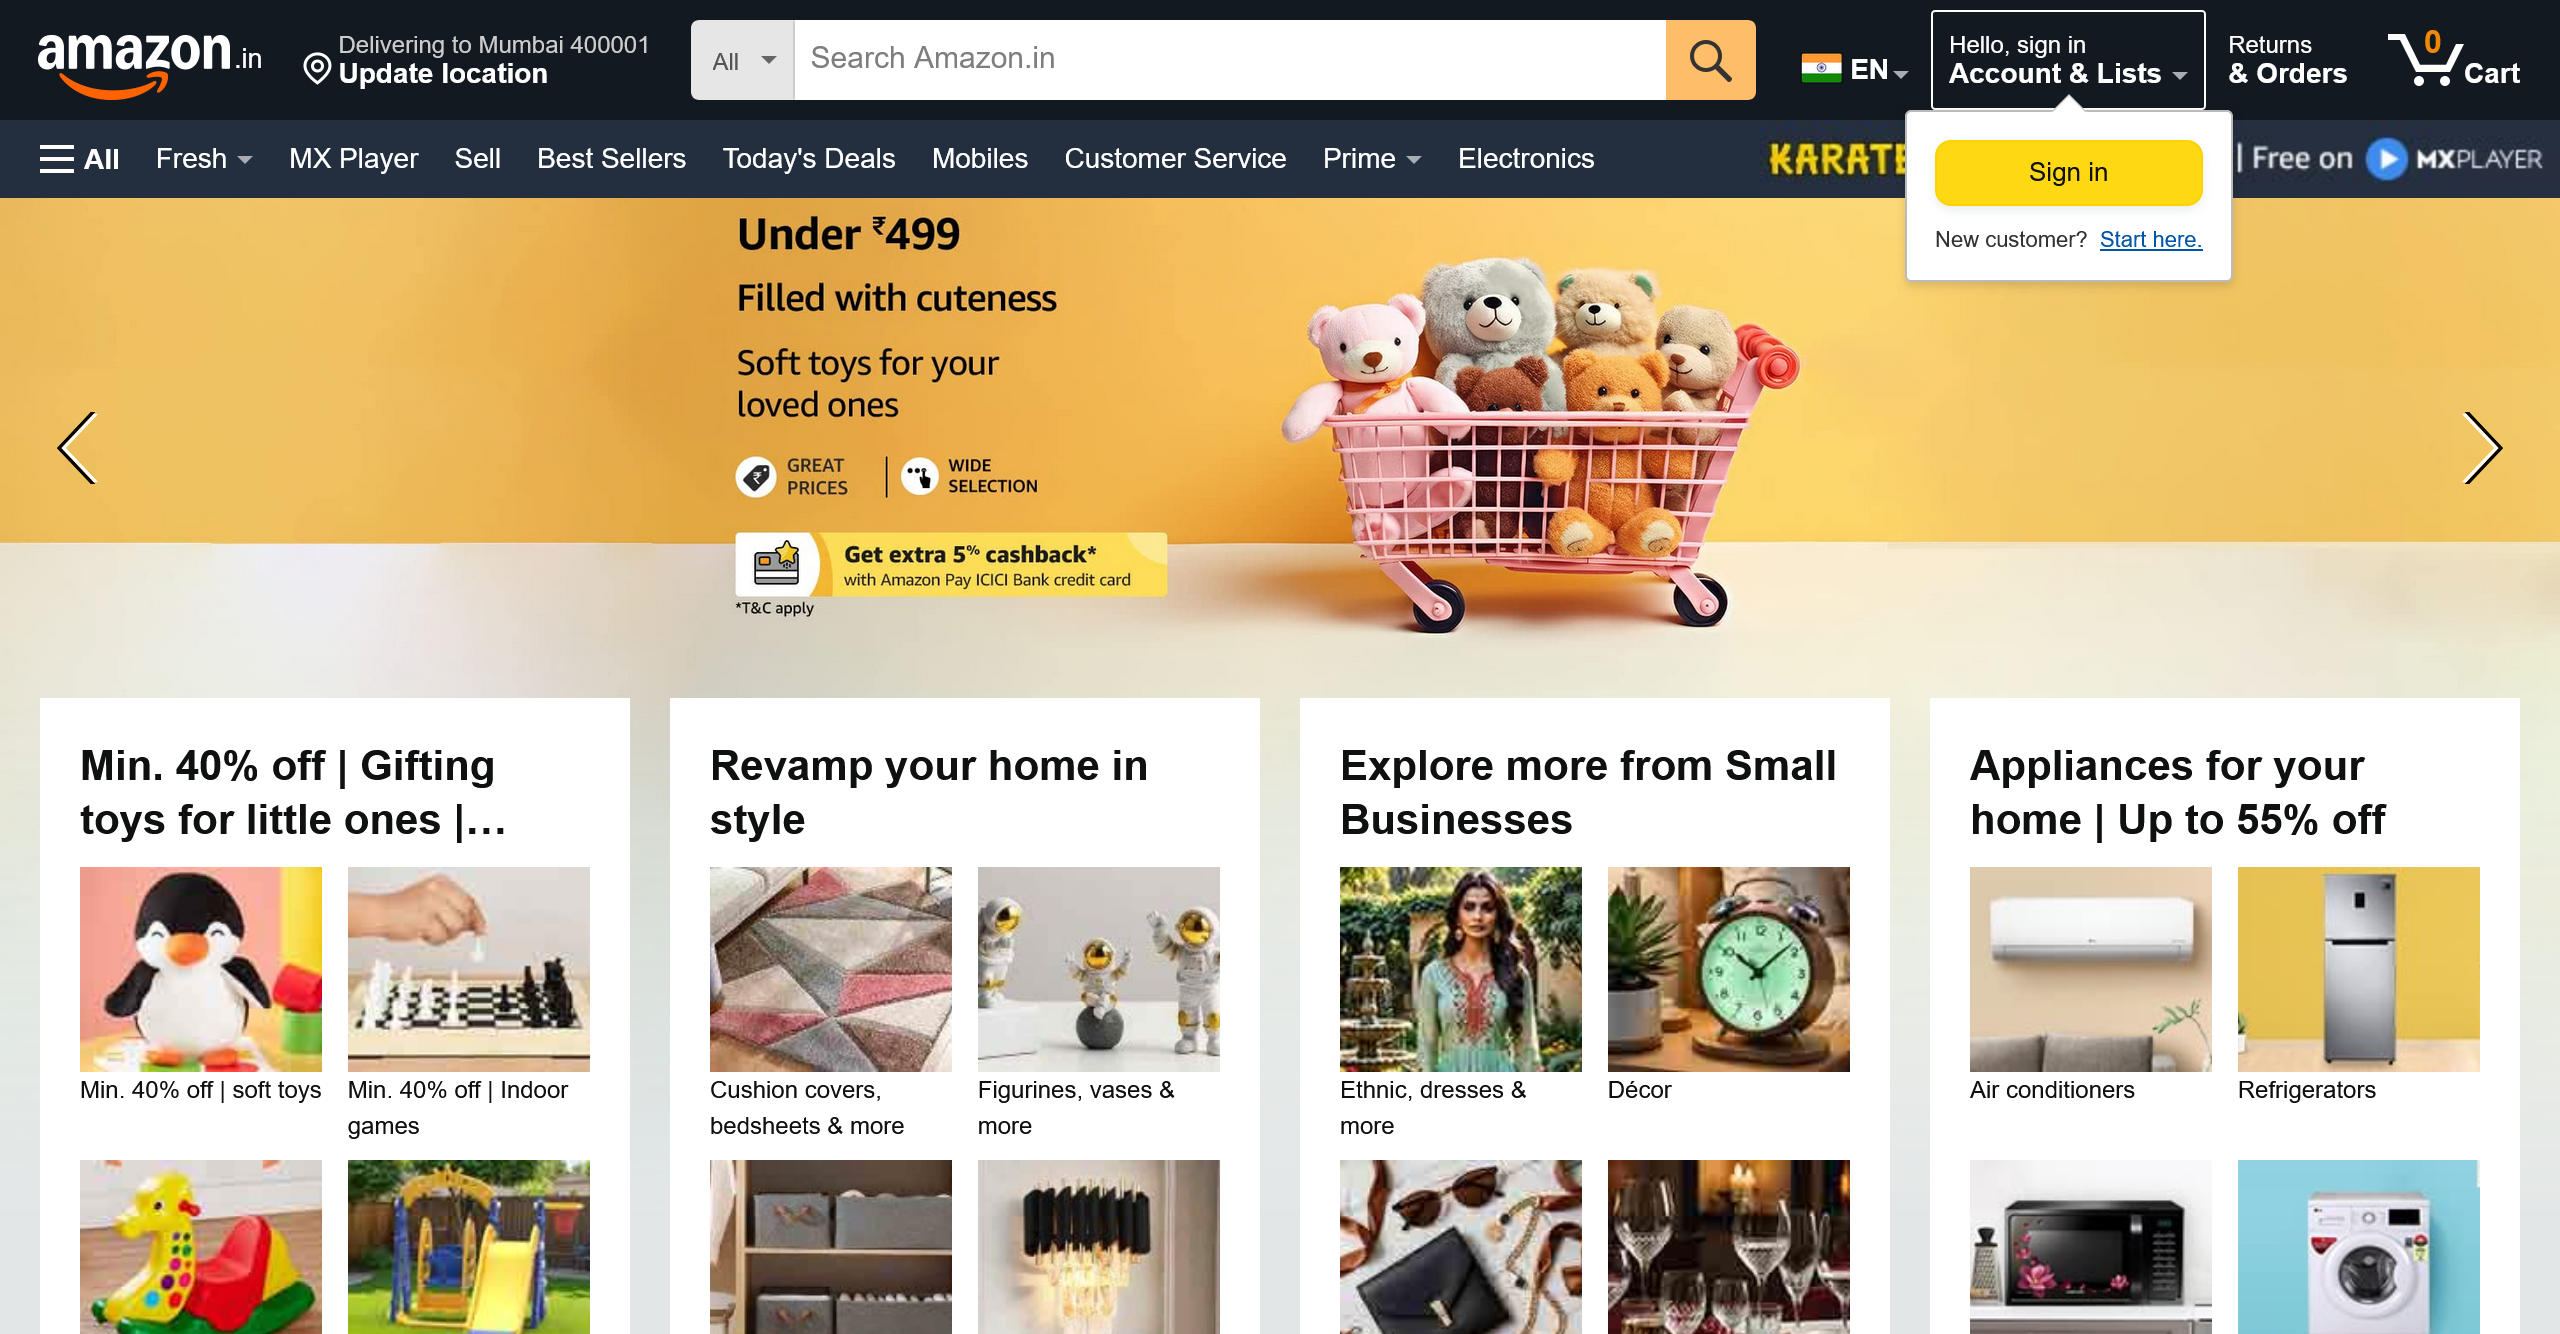 amazon.in
Delivering to Mumbai 400001
Update location
All
Search Amazon.in
EN
Hello, sign in
Account & Lists
Returns
& Orders
0
Cart
All
Fresh
MX Player
Sell
Best Sellers
Today's Deals
Mobiles
Customer Service
Prime
Electronics
KARATE
| Free on
MXPLAYER
Sign in
New customer? Start here.
Under ₹499
Filled with cuteness
Soft toys for your
loved ones
GREAT
PRICES
WIDE
SELECTION
Get extra 5% cashback*
with Amazon Pay ICICI Bank credit card
*T&C apply
Min. 40% off | Gifting
toys for little ones |…
Min. 40% off | soft toys
Min. 40% off | Indoor
games
Revamp your home in
style
Cushion covers,
bedsheets & more
Figurines, vases &
more
Explore more from Small
Businesses
Ethnic, dresses &
more
Décor
Appliances for your
home | Up to 55% off
Air conditioners
Refrigerators